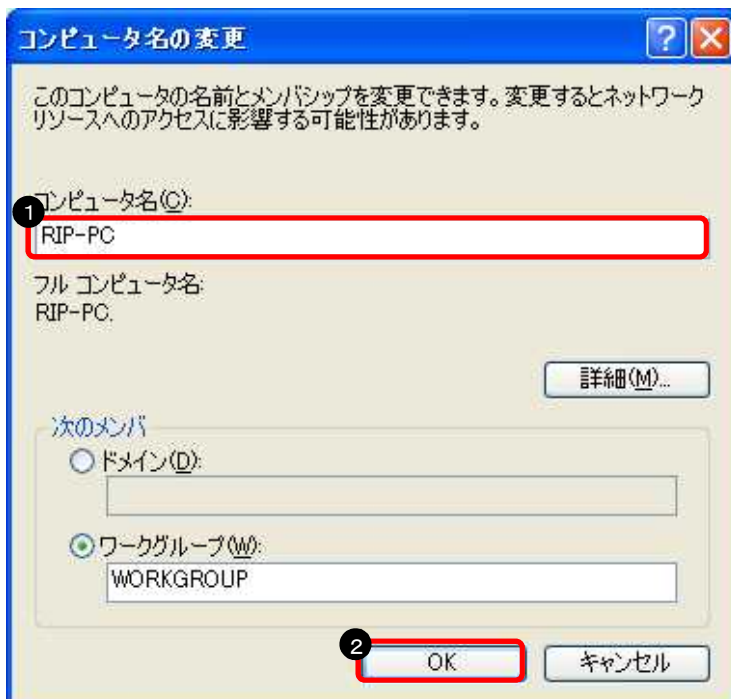 コンピュータ名の変更
このコンピュータの名前とメンバシップを変更できます。変更するとネットワーク
リソースへのアクセスに影響する可能性があります。
1
コンピュータ名(C):
RIP-PC
フル コンピュータ名:
RIP-PC.
詳細(M)...
次のメンバ
ドメイン(D):
ワークグループ(W):
WORKGROUP
2
OK
キャンセル